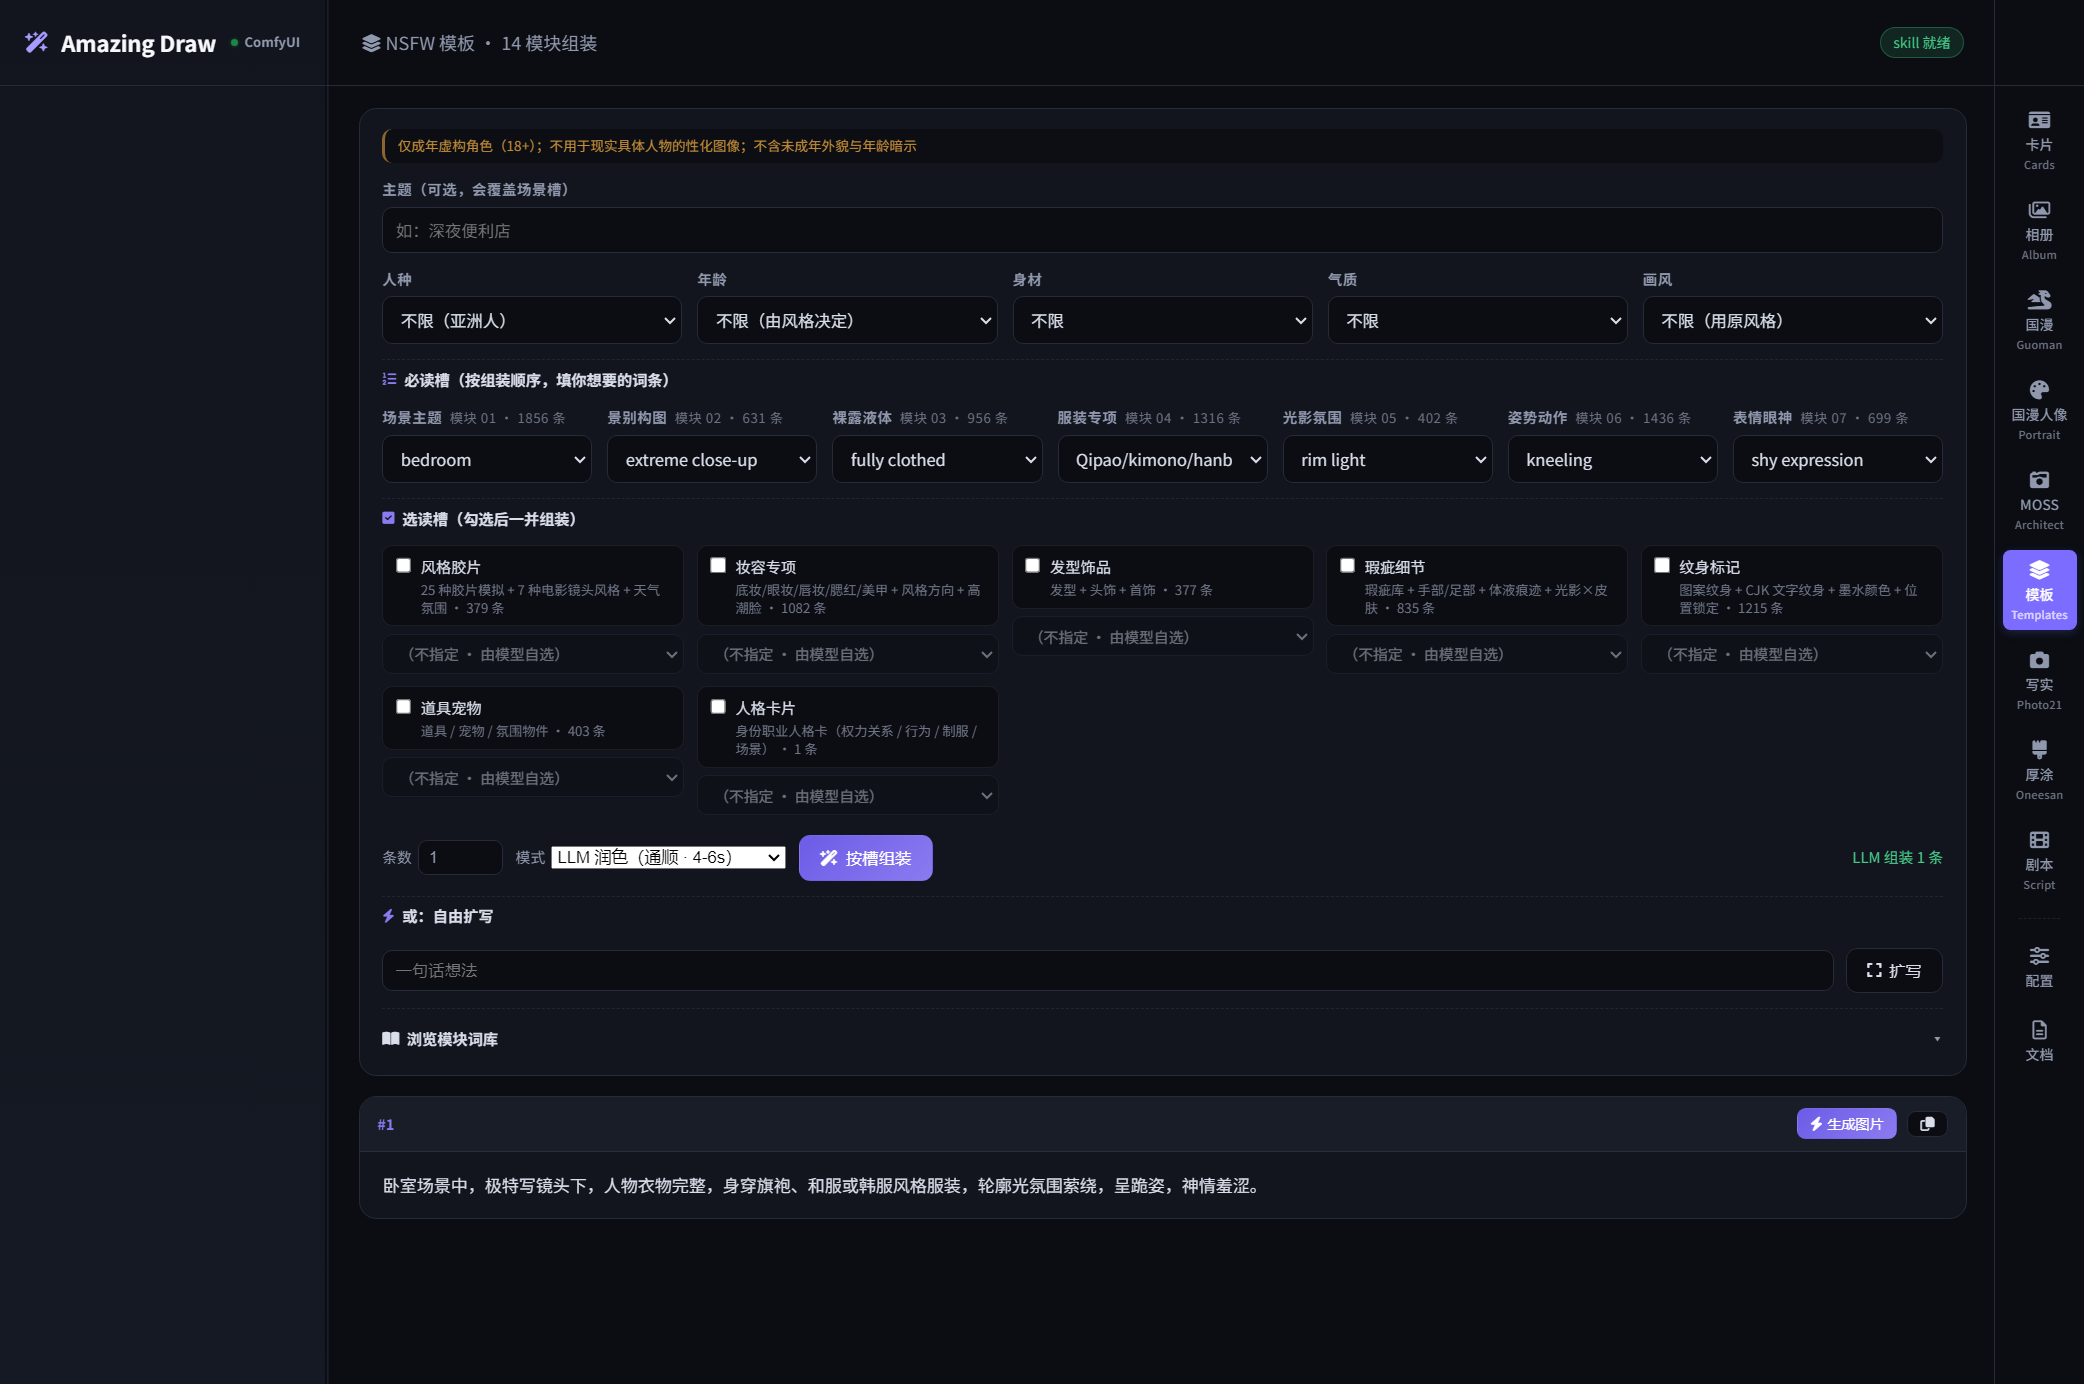 Amazing Draw
ComfyUI
NSFW 模板 · 14 模块组装
skill 就绪
仅成年虚构角色（18+）；不用于现实具体人物的性化图像；不含未成年外貌与年龄暗示
主题（可选，会覆盖场景槽）
如：深夜便利店
人种
年龄
身材
气质
画风
不限（亚洲人）
不限（由风格决定）
不限
不限
不限（用原风格）
必读槽（按组装顺序，填你想要的词条）
场景主题 模块 01 · 1856 条
景别构图 模块 02 · 631 条
裸露液体 模块 03 · 956 条
服装专项 模块 04 · 1316 条
光影氛围 模块 05 · 402 条
姿势动作 模块 06 · 1436 条
表情眼神 模块 07 · 699 条
bedroom
extreme close-up
fully clothed
Qipao/kimono/hanb
rim light
kneeling
shy expression
选读槽（勾选后一并组装）
风格胶片
25 种胶片模拟 + 7 种电影镜头风格 + 天气
氛围 · 379 条
（不指定 · 由模型自选）
妆容专项
底妆/眼妆/唇妆/腮红/美甲 + 风格方向 + 高
潮脸 · 1082 条
（不指定 · 由模型自选）
发型饰品
发型 + 头饰 + 首饰 · 377 条
（不指定 · 由模型自选）
瑕疵细节
瑕疵库 + 手部/足部 + 体液痕迹 + 光影×皮
肤 · 835 条
（不指定 · 由模型自选）
纹身标记
图案纹身 + CJK 文字纹身 + 墨水颜色 + 位
置锁定 · 1215 条
（不指定 · 由模型自选）
道具宠物
道具 / 宠物 / 氛围物件 · 403 条
（不指定 · 由模型自选）
人格卡片
身份职业人格卡（权力关系 / 行为 / 制服 /
场景） · 1 条
（不指定 · 由模型自选）
条数
1
模式
LLM 润色（通顺 · 4-6s）
按槽组装
LLM 组装 1 条
或：自由扩写
一句话想法
扩写
浏览模块词库
#1
生成图片
卧室场景中，极特写镜头下，人物衣物完整，身穿旗袍、和服或韩服风格服装，轮廓光氛围萦绕，呈跪姿，神情羞涩。
卡片
Cards
相册
Album
国漫
Guoman
国漫人像
Portrait
MOSS
Architect
模板
Templates
写实
Photo21
厚涂
Oneesan
剧本
Script
配置
文档